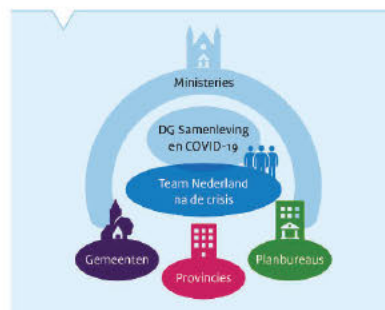 Ministeries
DG Samenleving
en COVID-19
Team Nederland
na de crisis
Gemeenten
Provincies
Planbureaus